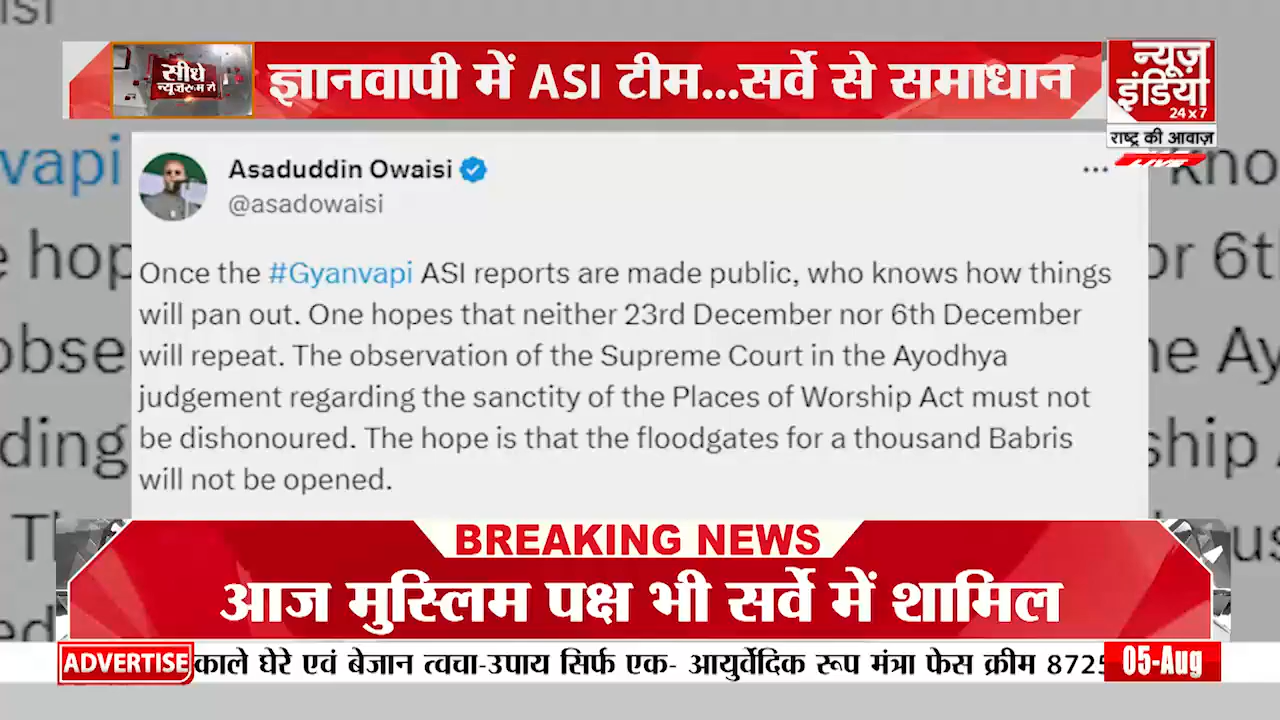 isi
सीधे
न्यूज़रूम से
ज्ञानवापी में ASI टीम...सर्वे से समाधान
न्यूज़
इंडिया
24x7
राष्ट्र की आवाज़
LIVE
Asaduddin Owaisi
@asadowaisi
Once the #Gyanvapi ASI reports are made public, who knows how things
will pan out. One hopes that neither 23rd December nor 6th December
will repeat. The observation of the Supreme Court in the Ayodhya
judgement regarding the sanctity of the Places of Worship Act must not
be dishonoured. The hope is that the floodgates for a thousand Babris
will not be opened.
BREAKING NEWS
आज मुस्लिम पक्ष भी सर्वे में शामिल
ADVERTISE काले घेरे एवं बेजान त्वचा-उपाय सिर्फ एक- आयुर्वेदिक रूप मंत्रा फेस क्रीम 8725 05-Aug